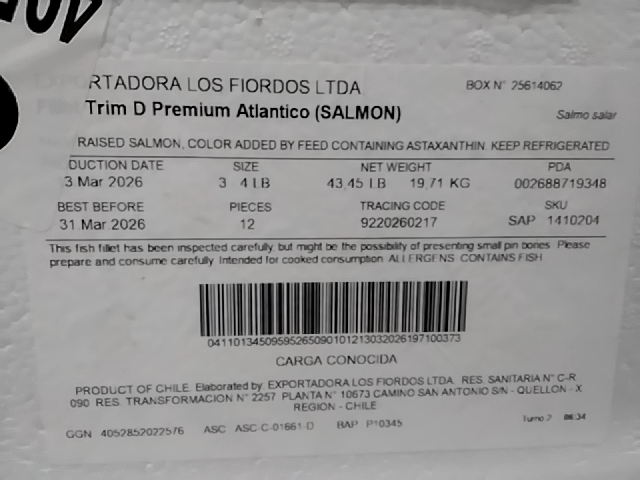 EXPORTADORA LOS FIORDOS LTDA
BOX N° 25614062
Trim D Premium Atlantico (SALMON)
Salmo salar
RAISED SALMON, COLOR ADDED BY FEED CONTAINING ASTAXANTHIN. KEEP REFRIGERATED
DUCTION DATE SIZE NET WEIGHT PDA
3 Mar 2026 3 4 LB 43,45 LB 19,71 KG 002688719348
BEST BEFORE PIECES TRACING CODE SKU
31 Mar 2026 12 9220260217 SAP 1410204
This fish fillet has been inspected carefully, but might be the possibility of presenting small pin bones. Please
prepare and consume carefully. Intended for cooked consumption. ALLERGENS: CONTAINS FISH
CARGA CONOCIDA
PRODUCT OF CHILE. Elaborated by: EXPORTADORA LOS FIORDOS LTDA. RES. SANITARIA N° C-R
090 RES. TRANSFORMACION N° 2257 PLANTA N° 10673 CAMINO SAN ANTONIO S/N - QUELLON - X
REGION - CHILE
GGN 4052852022576 ASC ASC-C-01661-D BAP P10345
Turno 2